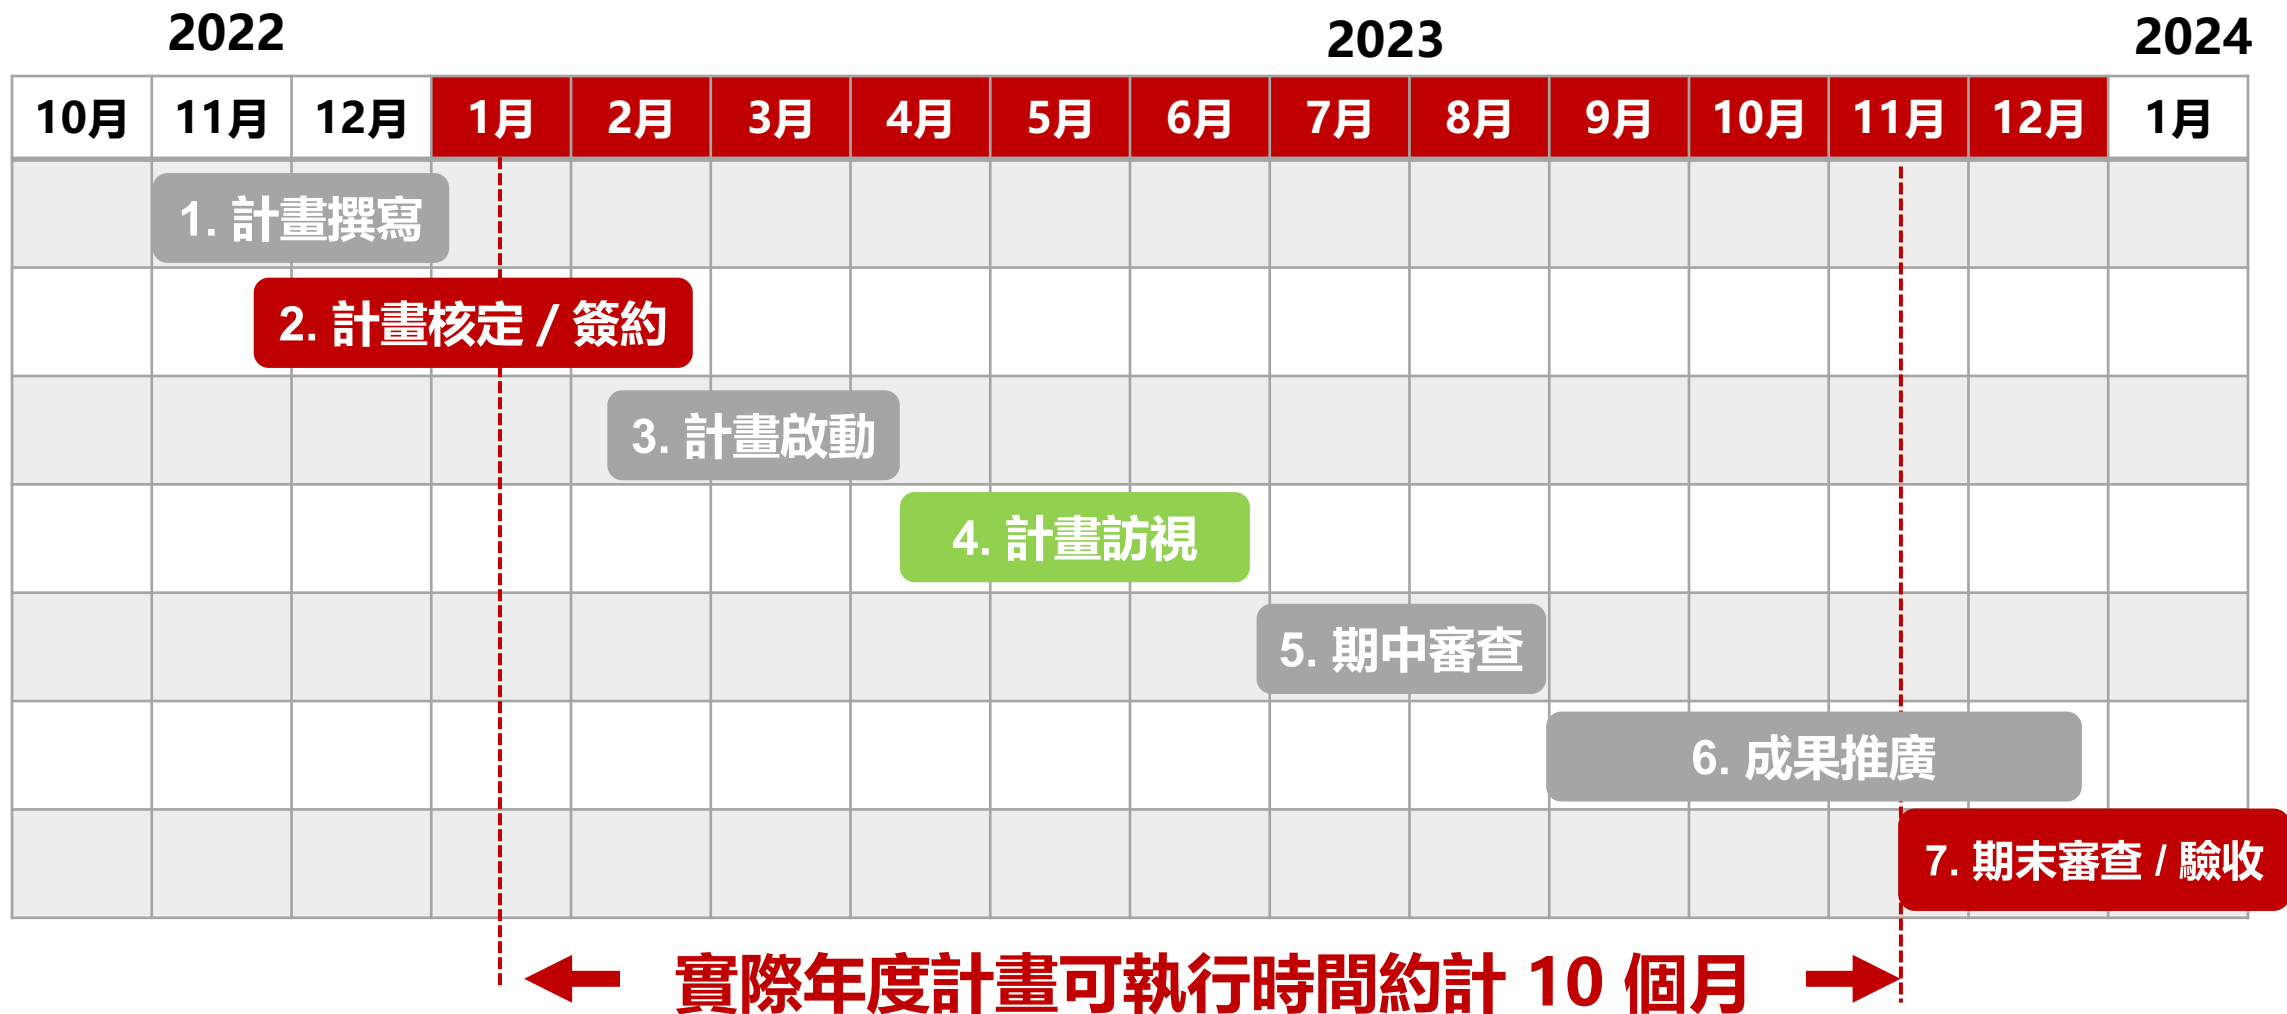 2022 2023 2024
10月 11月 12月 1月 2月 3月 4月 5月 6月 7月 8月 9月 10月 11月 12月 1月
1. 計畫撰寫
2. 計畫核定 / 簽約
3. 計畫啟動
4. 計畫訪視
5. 期中審查
6. 成果推廣
7. 期末審查 / 驗收
實際年度計畫可執行時間約計 10 個月